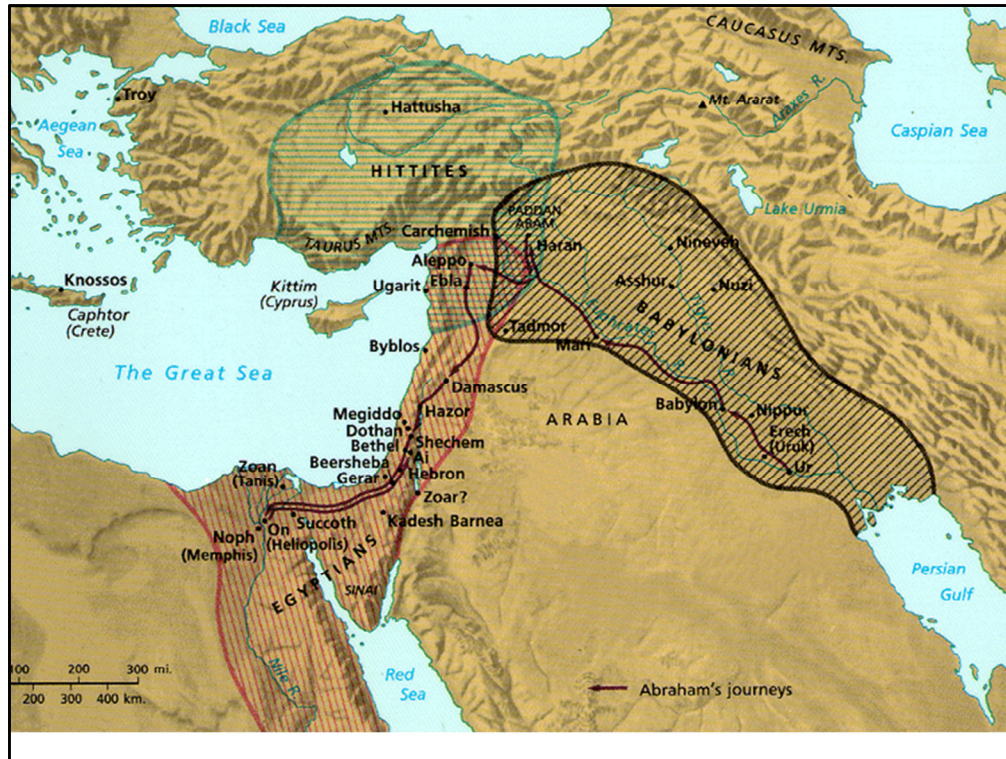 Black Sea
CAUCASUS MTS.
Troy
Hattusha
Mt. Ararat
Araxes R.
Aegean
Sea
Caspian Sea
HITTITES
PADDAN
ARAM
Lake Urmia
TAURUS MTS.
Carchemish
Haran
Nineveh
Aleppo
Knossos
Kittim
(Cyprus)
Ugarit
Ebla
Asshur
Nuzi
Caphtor
(Crete)
Tigris R.
BABYLONIANS
Euphrates R.
Tadmor
Mari
Byblos
The Great Sea
Damascus
Megiddo
Hazor
ARABIA
Babylon
Nippur
Dothan
Shechem
Erech
(Uruk)
Bethel
Ai
Beersheba
Hebron
Ur
Zoan
(Tanis)
Gerar
Zoar?
Succoth
Kadesh Barnea
Noph
(Memphis)
On
(Heliopolis)
EGYPTIANS
SINAI
Persian
Gulf
Nile R.
Red
Sea
100 200 300 mi.
200 300 400 km.
Abraham's journeys